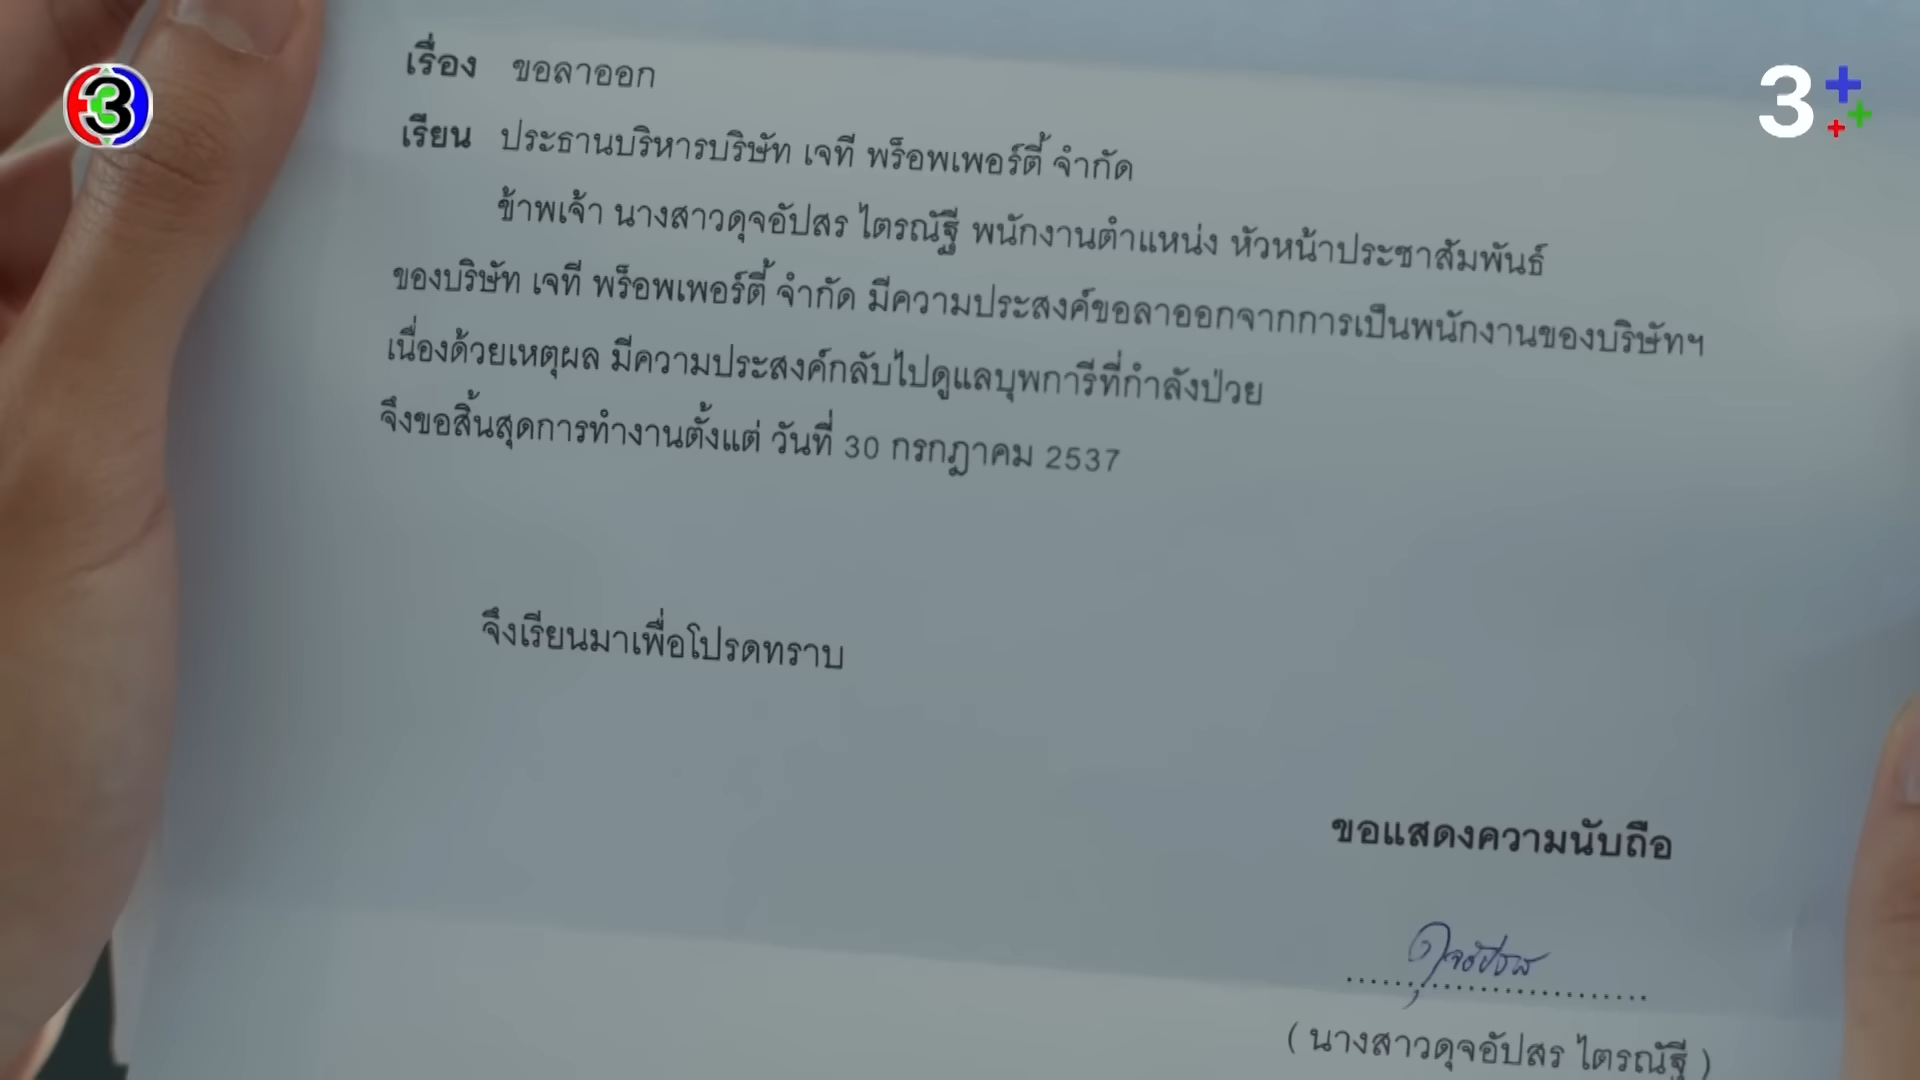 3
3
เรื่อง ขอลาออก
เรียน ประธานบริหารบริษัท เจที พร็อพเพอร์ตี้ จำกัด
ข้าพเจ้า นางสาวดุจอัปสร ไตรณัฐี พนักงานตำแหน่ง หัวหน้าประชาสัมพันธ์
ของบริษัท เจที พร็อพเพอร์ตี้ จำกัด มีความประสงค์ขอลาออกจากการเป็นพนักงานของบริษัทฯ
เนื่องด้วยเหตุผล มีความประสงค์กลับไปดูแลบุพการีที่กำลังป่วย
จึงขอสิ้นสุดการทำงานตั้งแต่ วันที่ 30 กรกฎาคม 2537
จึงเรียนมาเพื่อโปรดทราบ
ขอแสดงความนับถือ
ดุจอัปสร
( นางสาวดุจอัปสร ไตรณัฐี )